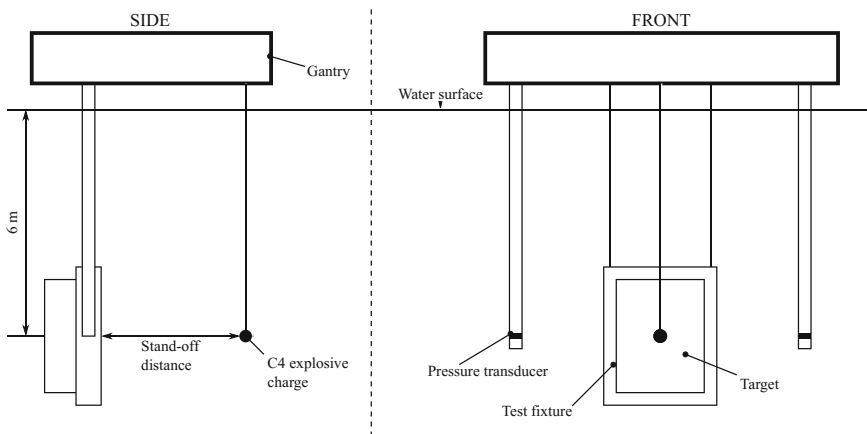 SIDE
FRONT
Gantry
Water surface
6 m
Stand-off
distance
C4 explosive
charge
Pressure transducer
Target
Test fixture